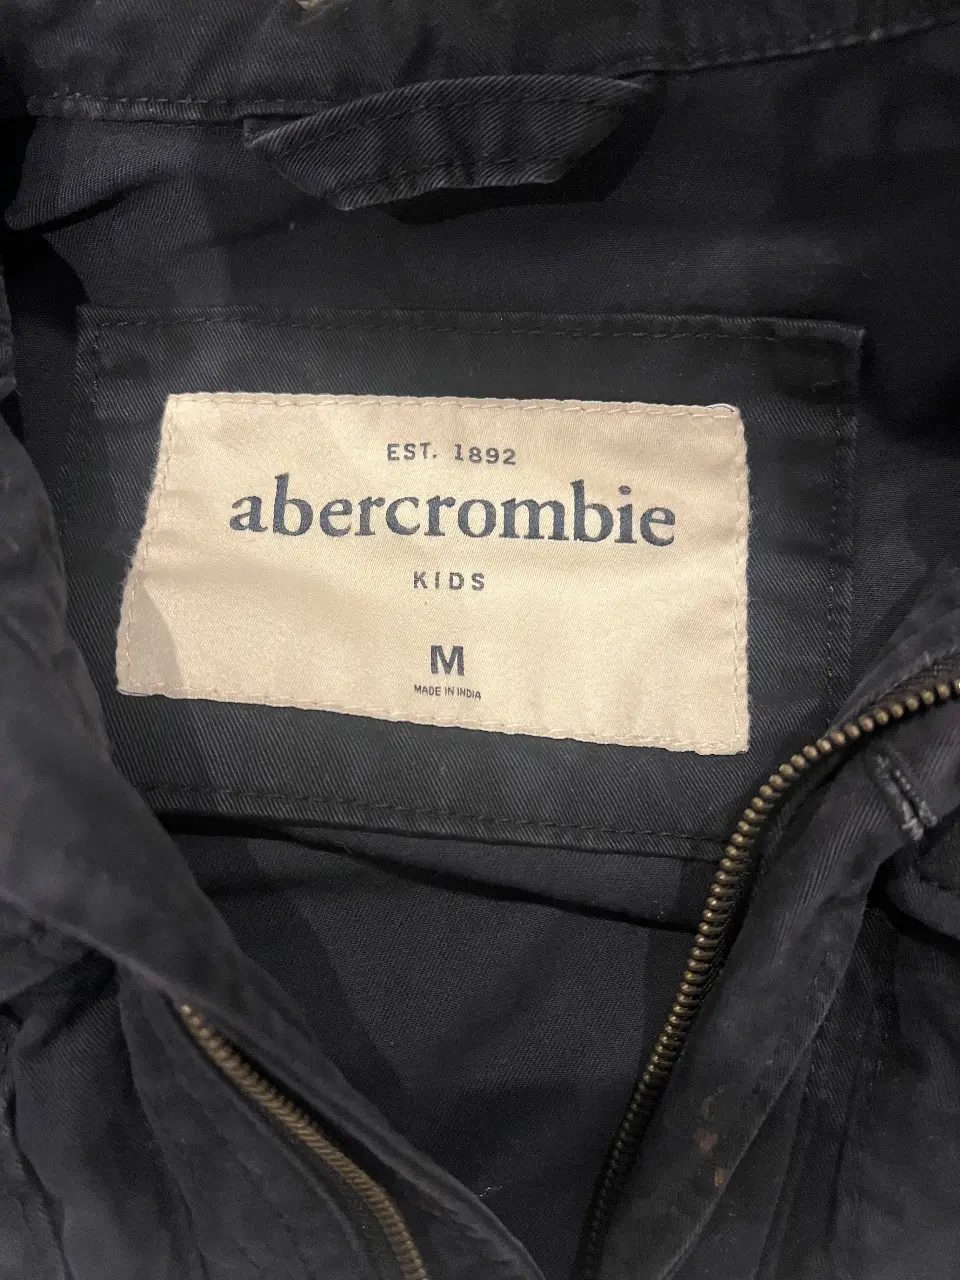 EST. 1892
abercrombie
KIDS
M
MADE IN INDIA